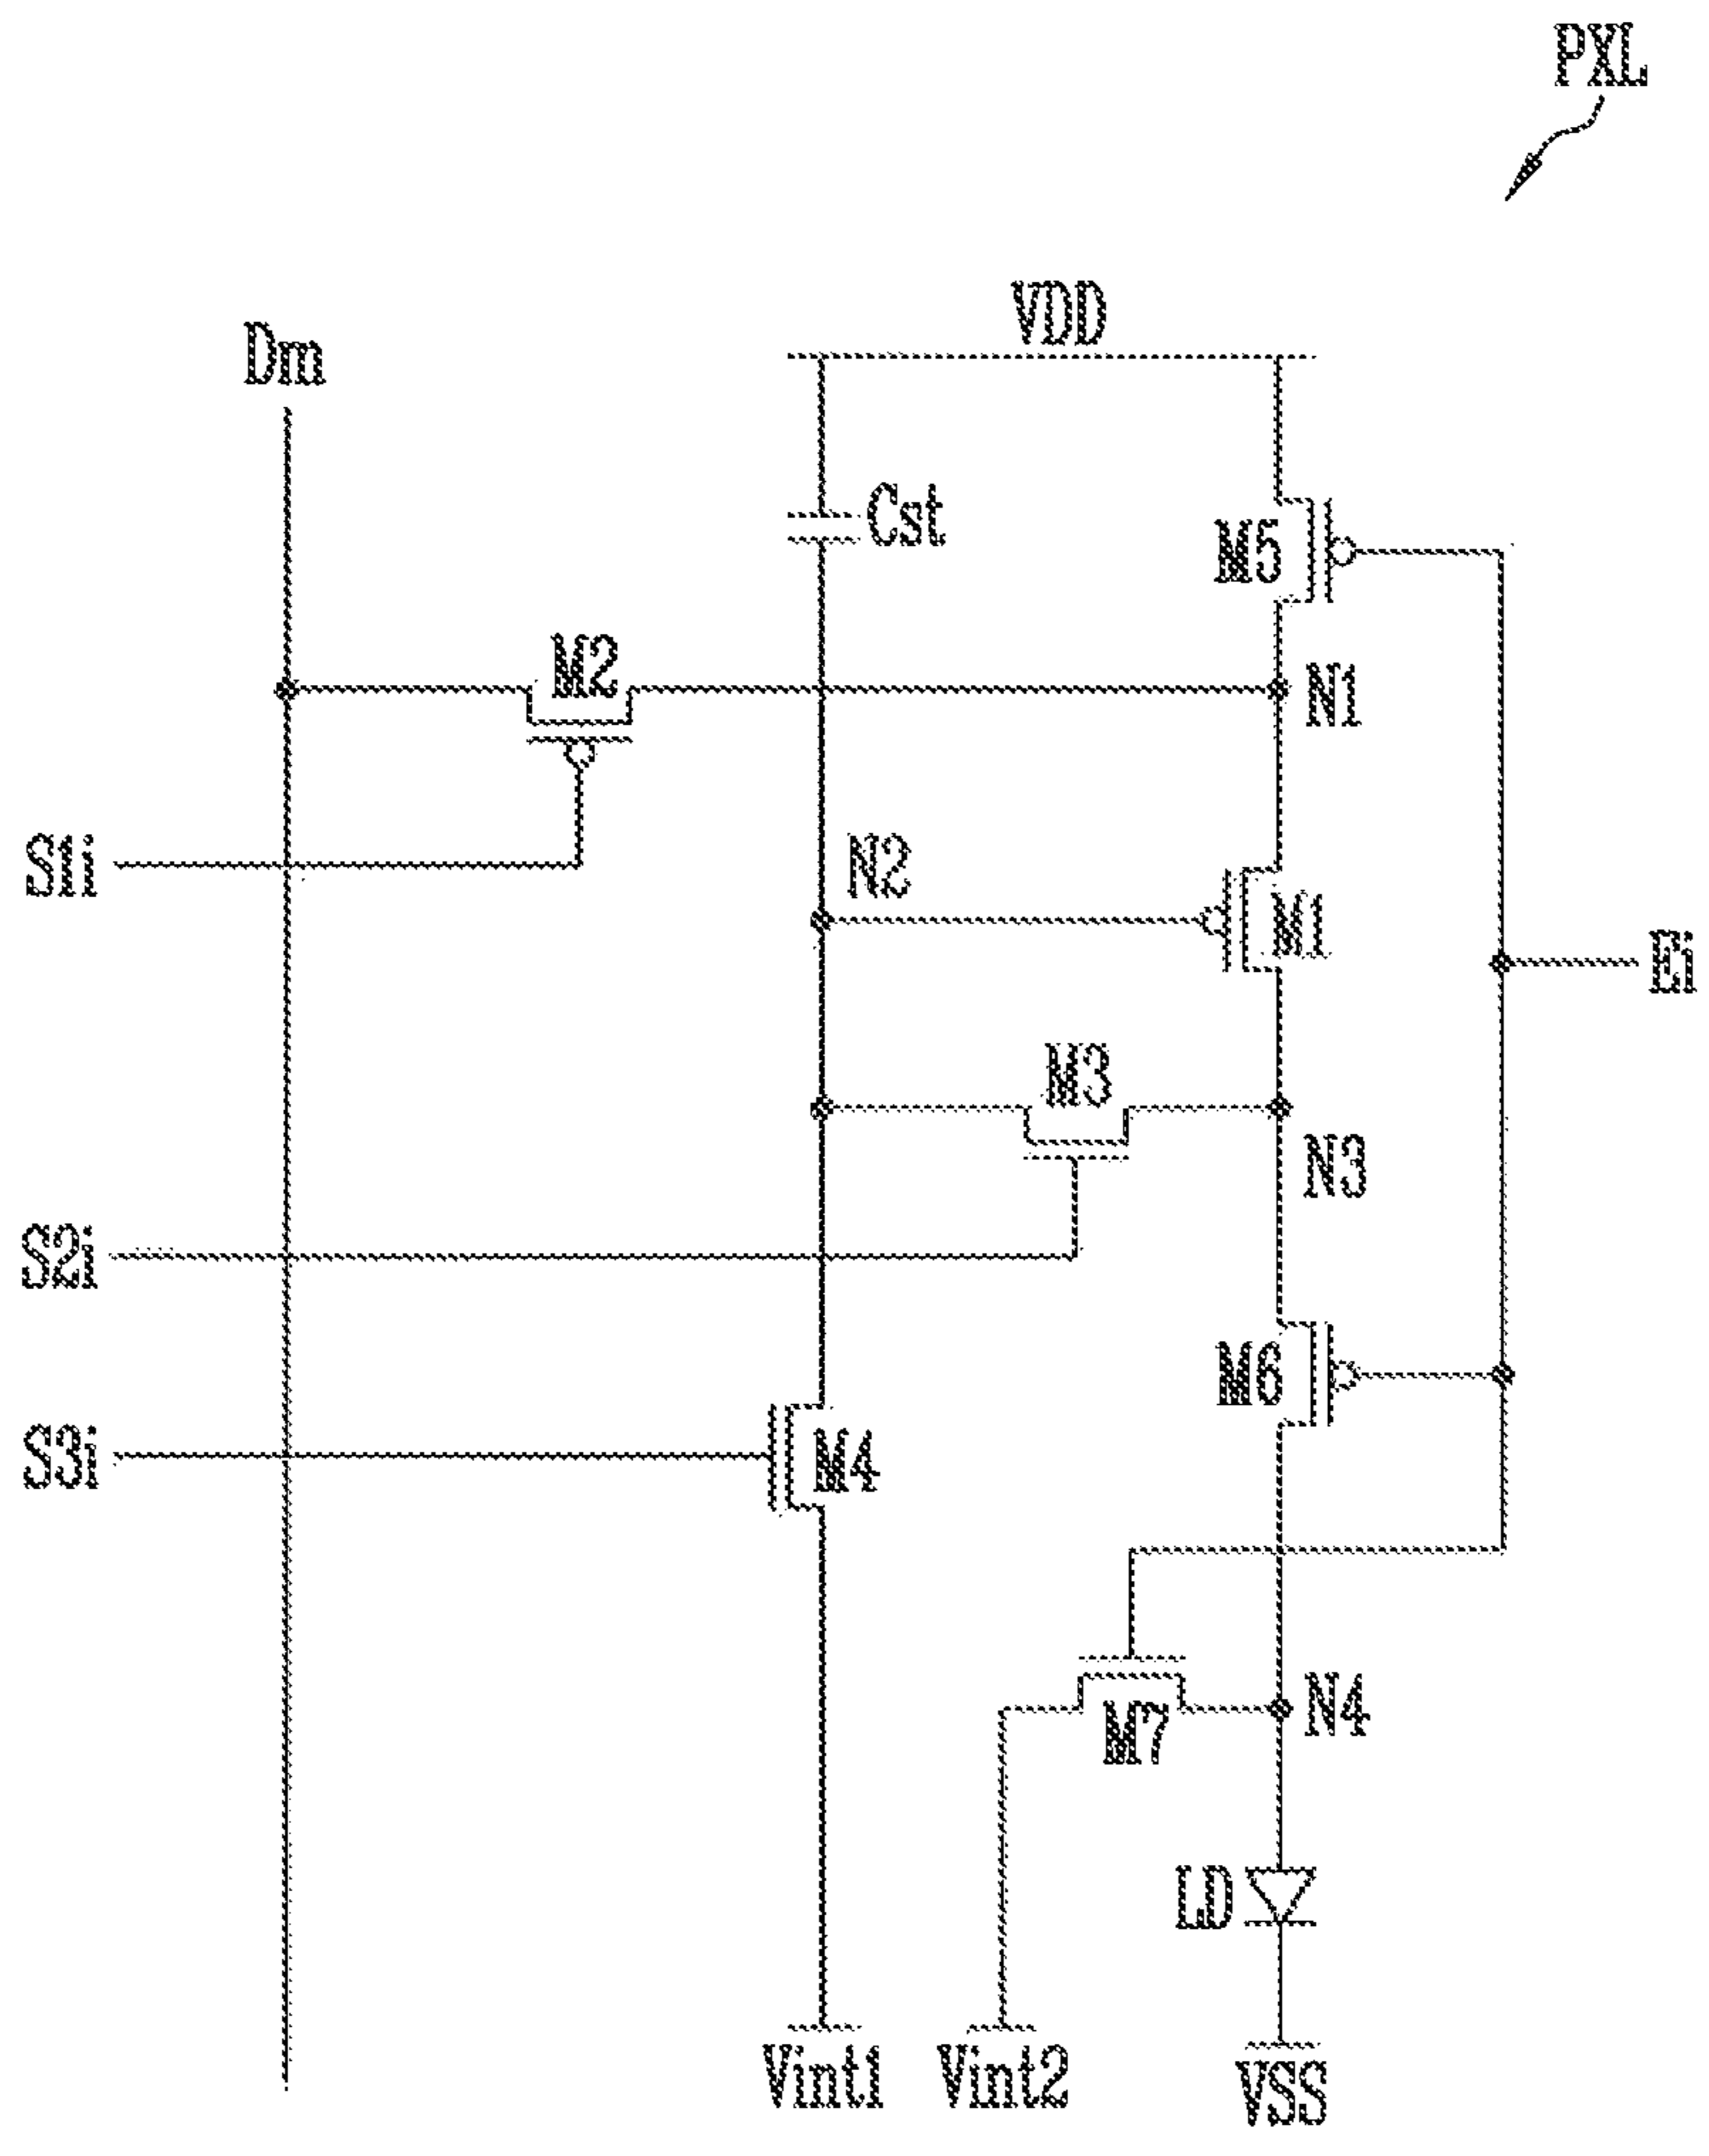 PXL
VDD
Dm
Cst
M5
M2
N1
S1i
N2
M1
Ei
M3
N3
S2i
M6
S3i
M4
N4
M7
LD
Vint1
Vint2
VSS